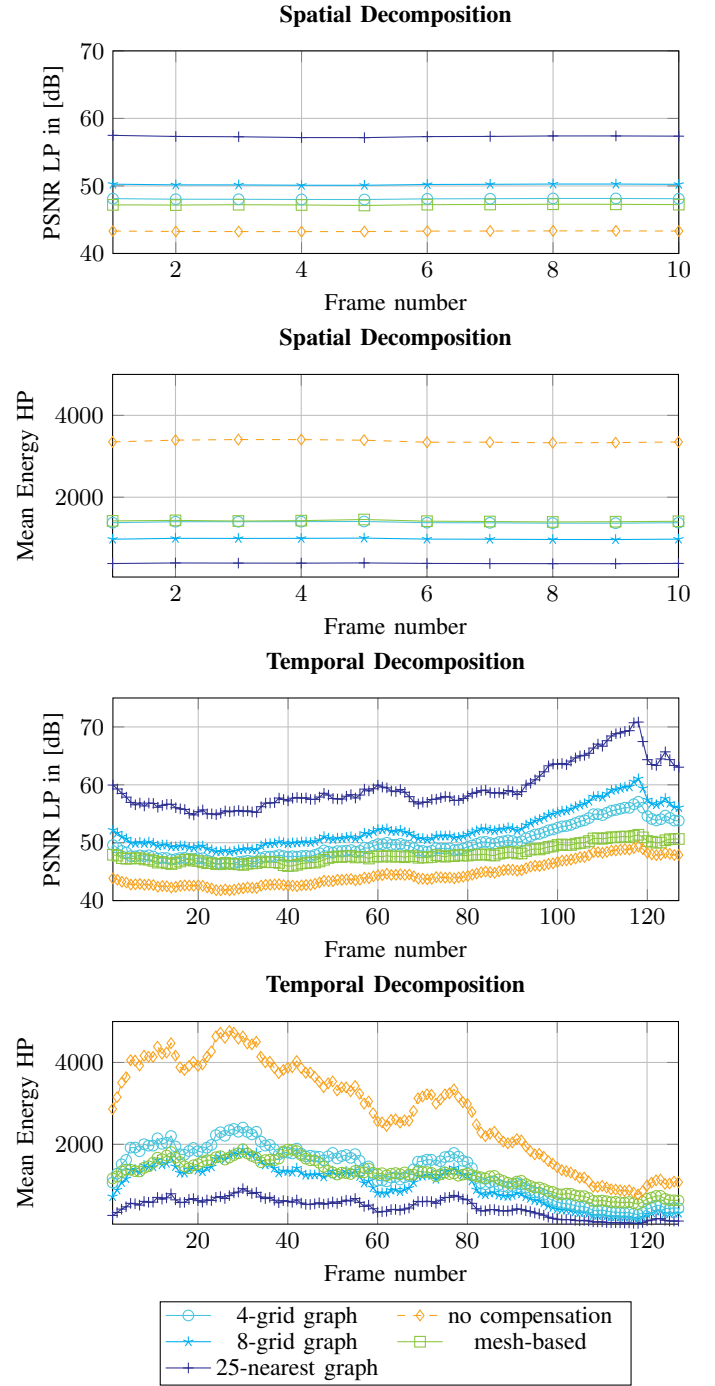 Spatial Decomposition
PSNR LP in [dB]
70
60
50
40
2 4 6 8 10
Frame number
Spatial Decomposition
Mean Energy HP
4000
2000
2 4 6 8 10
Frame number
Temporal Decomposition
PSNR LP in [dB]
70
60
50
40
20 40 60 80 100 120
Frame number
Temporal Decomposition
Mean Energy HP
4000
2000
20 40 60 80 100 120
Frame number
4-grid graph no compensation
8-grid graph mesh-based
25-nearest graph